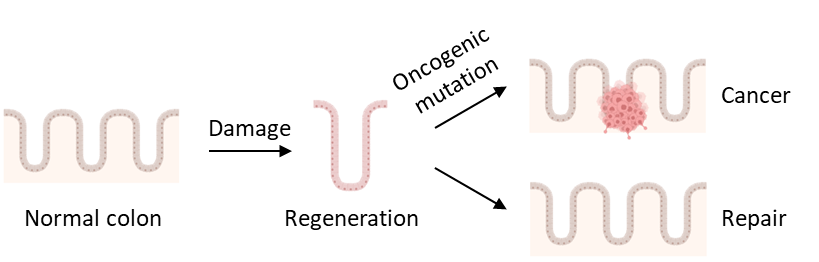 Normal colon
Damage
Regeneration
Oncogenic
mutation
Cancer
Repair